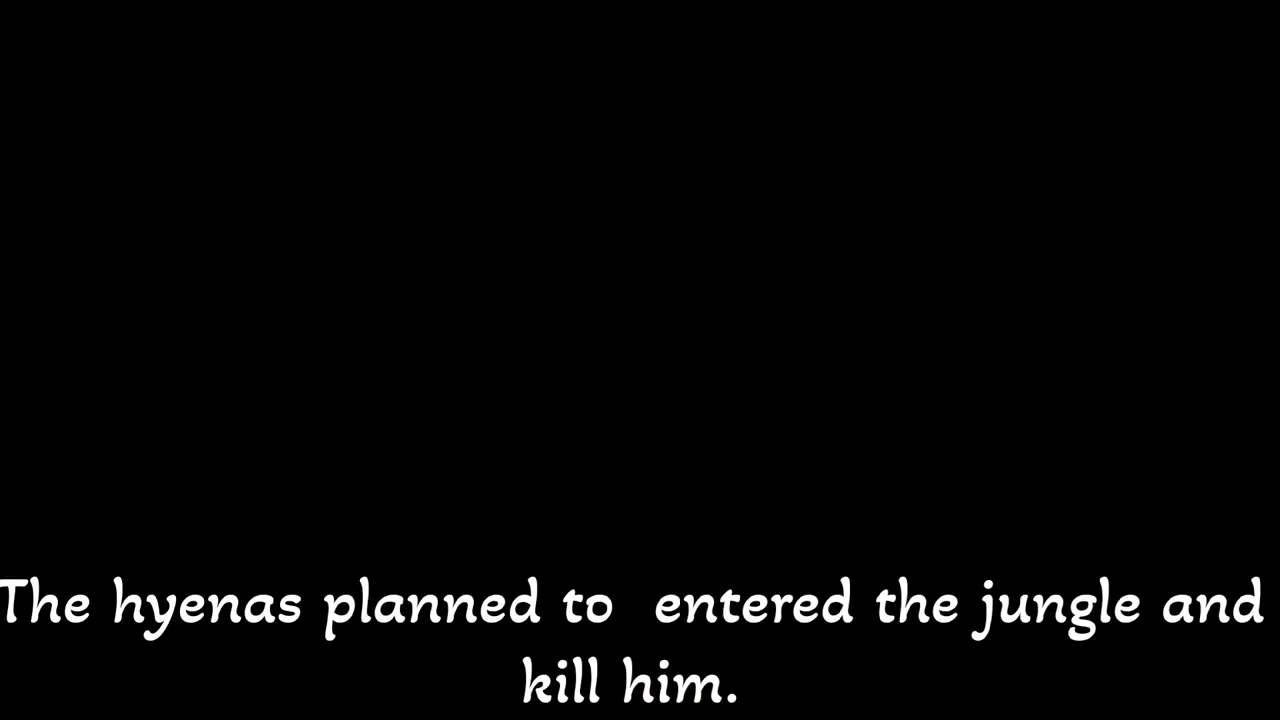 The hyenas planned to  entered the jungle and
kill him.